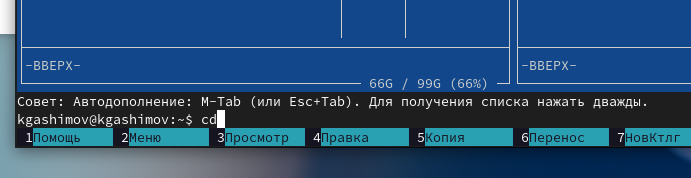 -ВВЕРХ- -ВВЕРХ-
66G / 99G (66%)
Совет: Автодополнение: M-Tab (или Esc+Tab). Для получения списка нажать дважды.
kgashimov@kgashimov:~$ cd
1Помощь 2Меню 3Просмотр 4Правка 5Копия 6Перенос 7НовКтлг